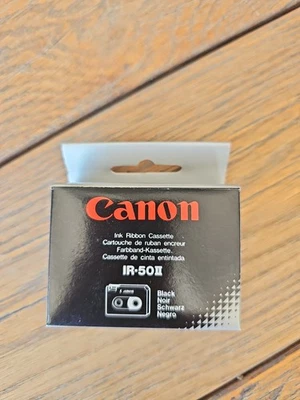 Canon
Ink Ribbon Cassette
Cartouche de ruban encreur
Farbband-Kassette.
Cassette de cinta entintada
IR-50II
Black
Noir
Schwarz
Negro